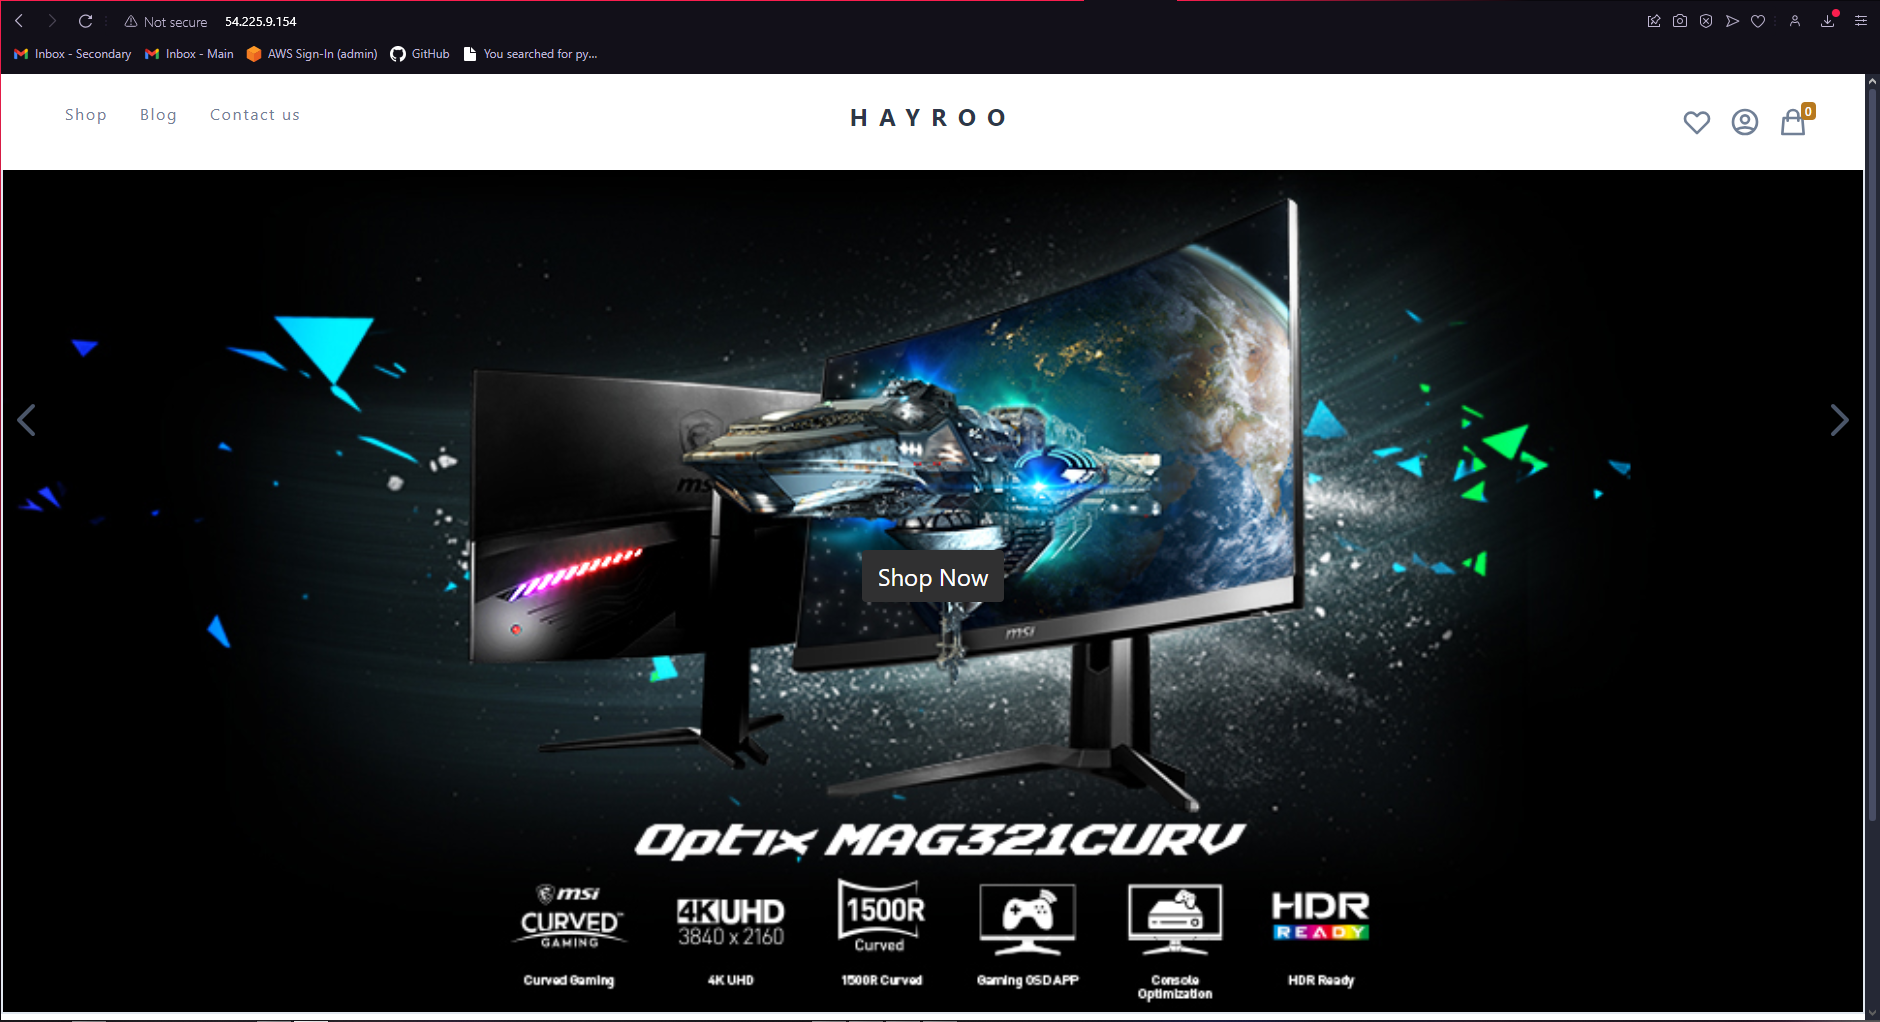 Not secure 54.225.9.154
Inbox - Secondary Inbox - Main AWS Sign-In (admin) GitHub You searched for py...
Shop Blog Contact us HAYROO 0
msi
Shop Now
msi
Optix MAG321CURV
msi
CURVED™
GAMING
4K UHD
3840 x 2160
1500R
Curved
HDR
READY
Curved Gaming 4K UHD 1500R Curved Gaming OSD APP Console Optimization HDR Ready